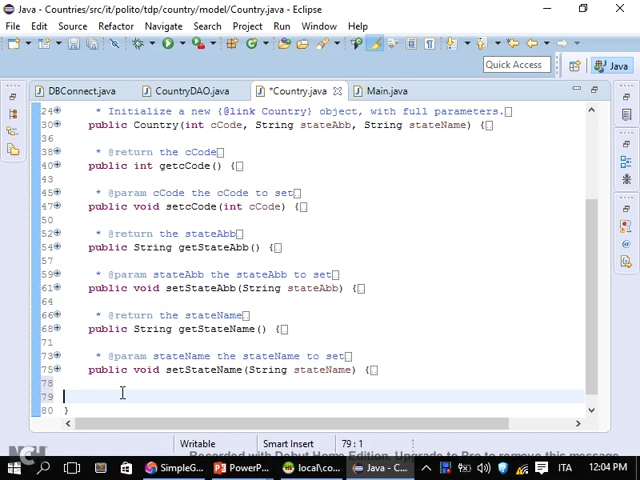 Java - Countries/src/it/polito/tdp/country/model/Country.java - Eclipse
File Edit Source Refactor Navigate Search Project Run Window Help
Quick Access Java
DBConnect.java CountryDAO.java *Country.java Main.java
24 * Initialize a new {@link Country} object, with full parameters.
30 public Country(int cCode, String stateAbb, String stateName) {
36
38 * @return the cCode
40 public int getcCode() {
43
45 * @param cCode the cCode to set
47 public void setcCode(int cCode) {
50
52 * @return the stateAbb
54 public String getStateAbb() {
57
59 * @param stateAbb the stateAbb to set
61 public void setStateAbb(String stateAbb) {
64
66 * @return the stateName
68 public String getStateName() {
71
73 * @param stateName the stateName to set
75 public void setStateName(String stateName) {
78
79
80 }
Writable Smart Insert 79 : 1
NCH
Recorded with Debut Home Edition. Upgrade to Pro to remove this message.
SimpleG... PowerP... local\co... Java - C... ITA 12:04 PM